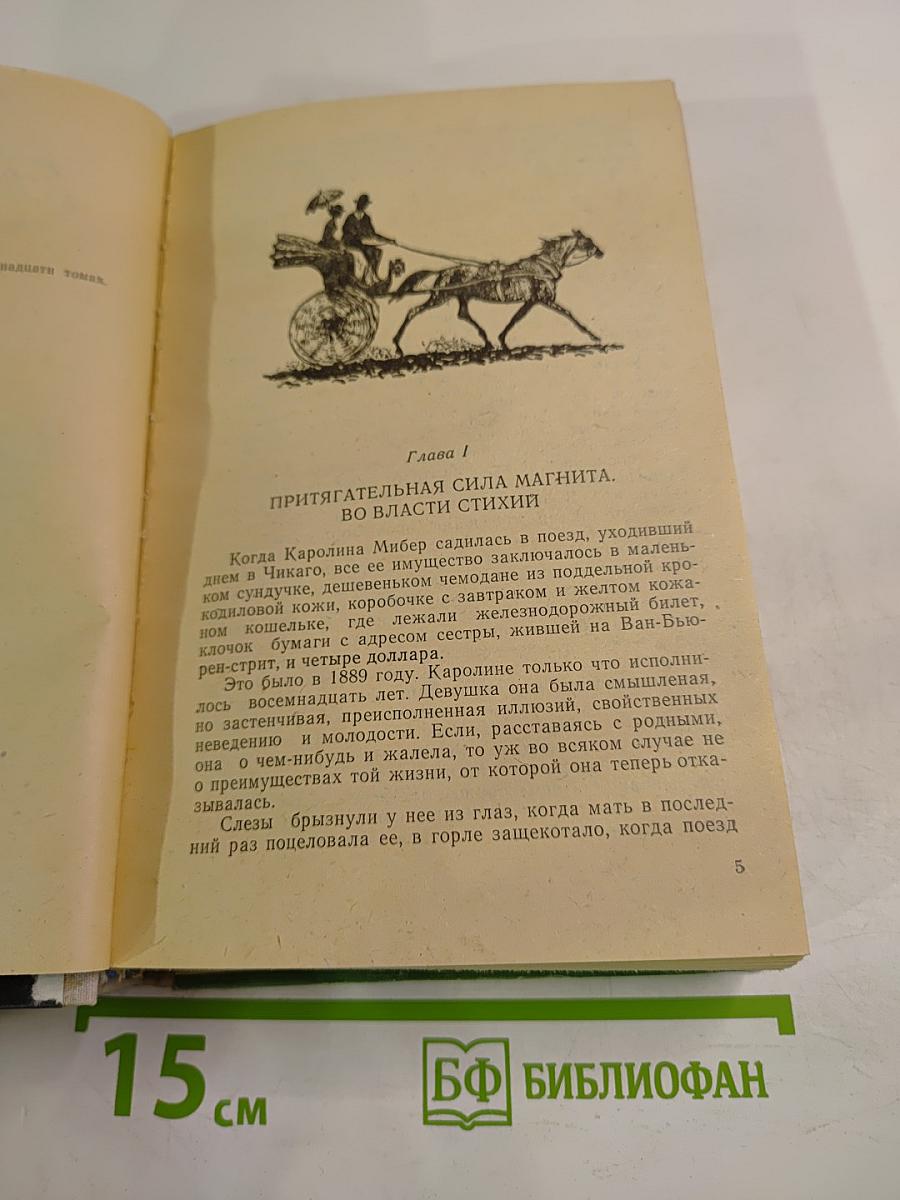 надцати томах.
Глава I
ПРИТЯГАТЕЛЬНАЯ СИЛА МАГНИТА.
ВО ВЛАСТИ СТИХИЙ
Когда Каролина Мибер садилась в поезд, уходивший
днем в Чикаго, все ее имущество заключалось в малень-
ком сундучке, дешевеньком чемодане из поддельной кро-
кодиловой кожи, коробочке с завтраком и желтом кожа-
ном кошельке, где лежали железнодорожный билет,
клочок бумаги с адресом сестры, жившей на Ван-Бью-
рен-стрит, и четыре доллара.
Это было в 1889 году. Каролине только что исполни-
лось восемнадцать лет. Девушка она была смышленая,
но застенчивая, преисполненная иллюзий, свойственных
неведению и молодости. Если, расставаясь с родными,
она о чем-нибудь и жалела, то уж во всяком случае не
о преимуществах той жизни, от которой она теперь отка-
зывалась.
Слезы брызнули у нее из глаз, когда мать в послед-
ний раз поцеловала ее, в горле защекотало, когда поезд
5
15 см
БФ БИБЛИОФАН